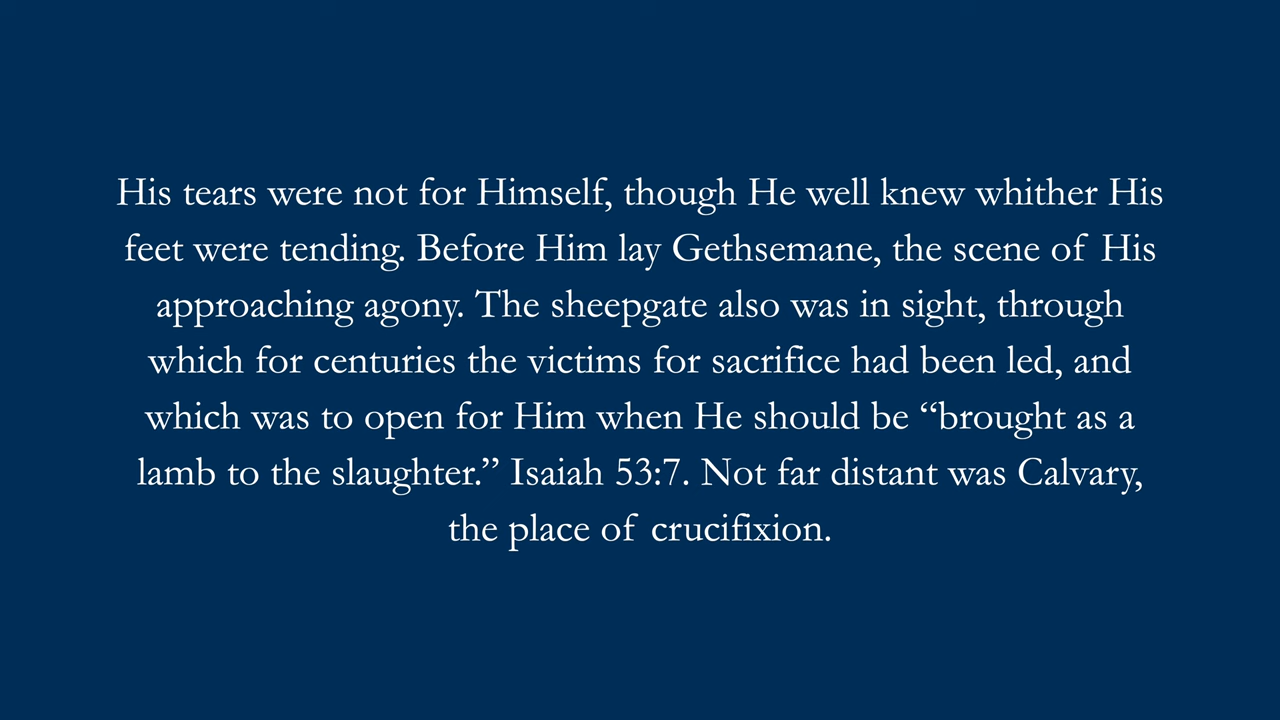 His tears were not for Himself, though He well knew whither His
feet were tending. Before Him lay Gethsemane, the scene of His
approaching agony. The sheepgate also was in sight, through
which for centuries the victims for sacrifice had been led, and
which was to open for Him when He should be “brought as a
lamb to the slaughter.” Isaiah 53:7. Not far distant was Calvary,
the place of crucifixion.